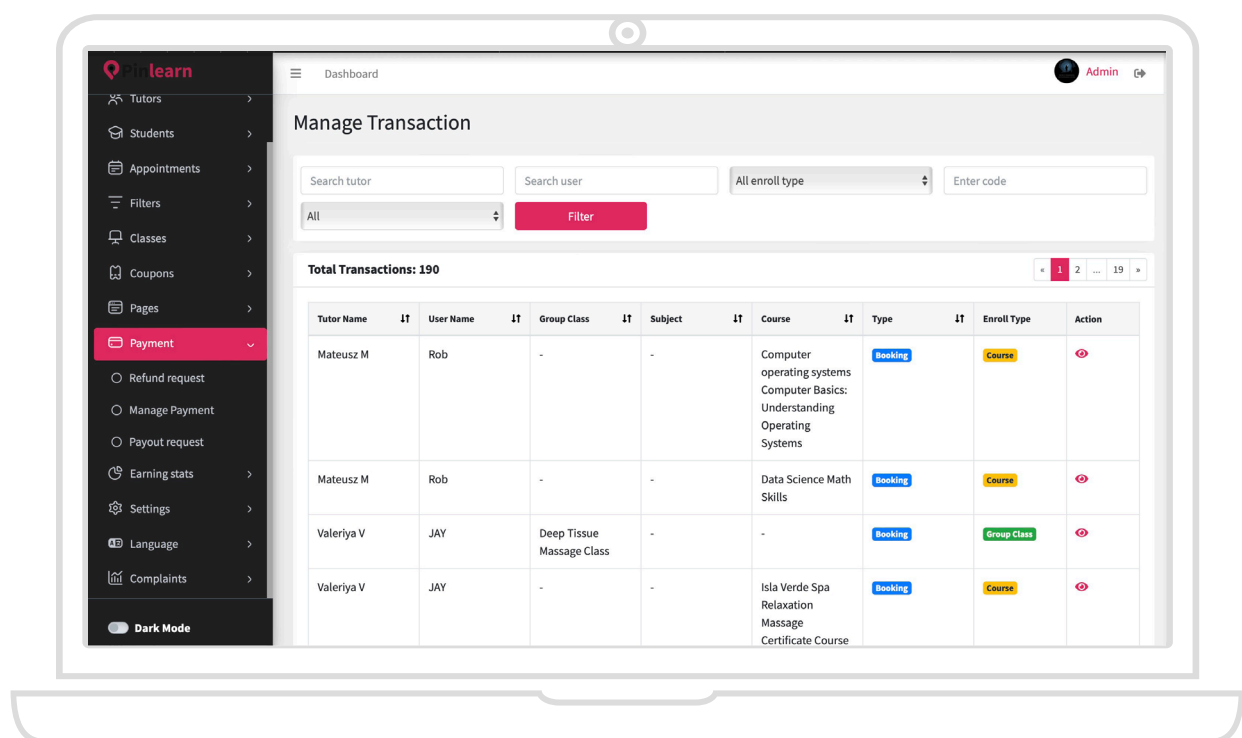 Pinlearn
Dashboard
Admin
Tutors
Students
Appointments
Filters
Classes
Coupons
Pages
Payment
Refund request
Manage Payment
Payout request
Earning stats
Settings
Language
Complaints
Dark Mode
Manage Transaction
Search tutor
Search user
All enroll type
Enter code
All
Filter
Total Transactions: 190
« 1 2 ... 19 »
Tutor Name User Name Group Class Subject Course Type Enroll Type Action
Mateusz M Rob - - Computer Booking Course
operating systems
Computer Basics:
Understanding
Operating
Systems
Mateusz M Rob - - Data Science Math Booking Course
Skills
Valeriya V JAY Deep Tissue - - Booking Group Class
Massage Class
Valeriya V JAY - - Isla Verde Spa Booking Course
Relaxation
Massage
Certificate Course